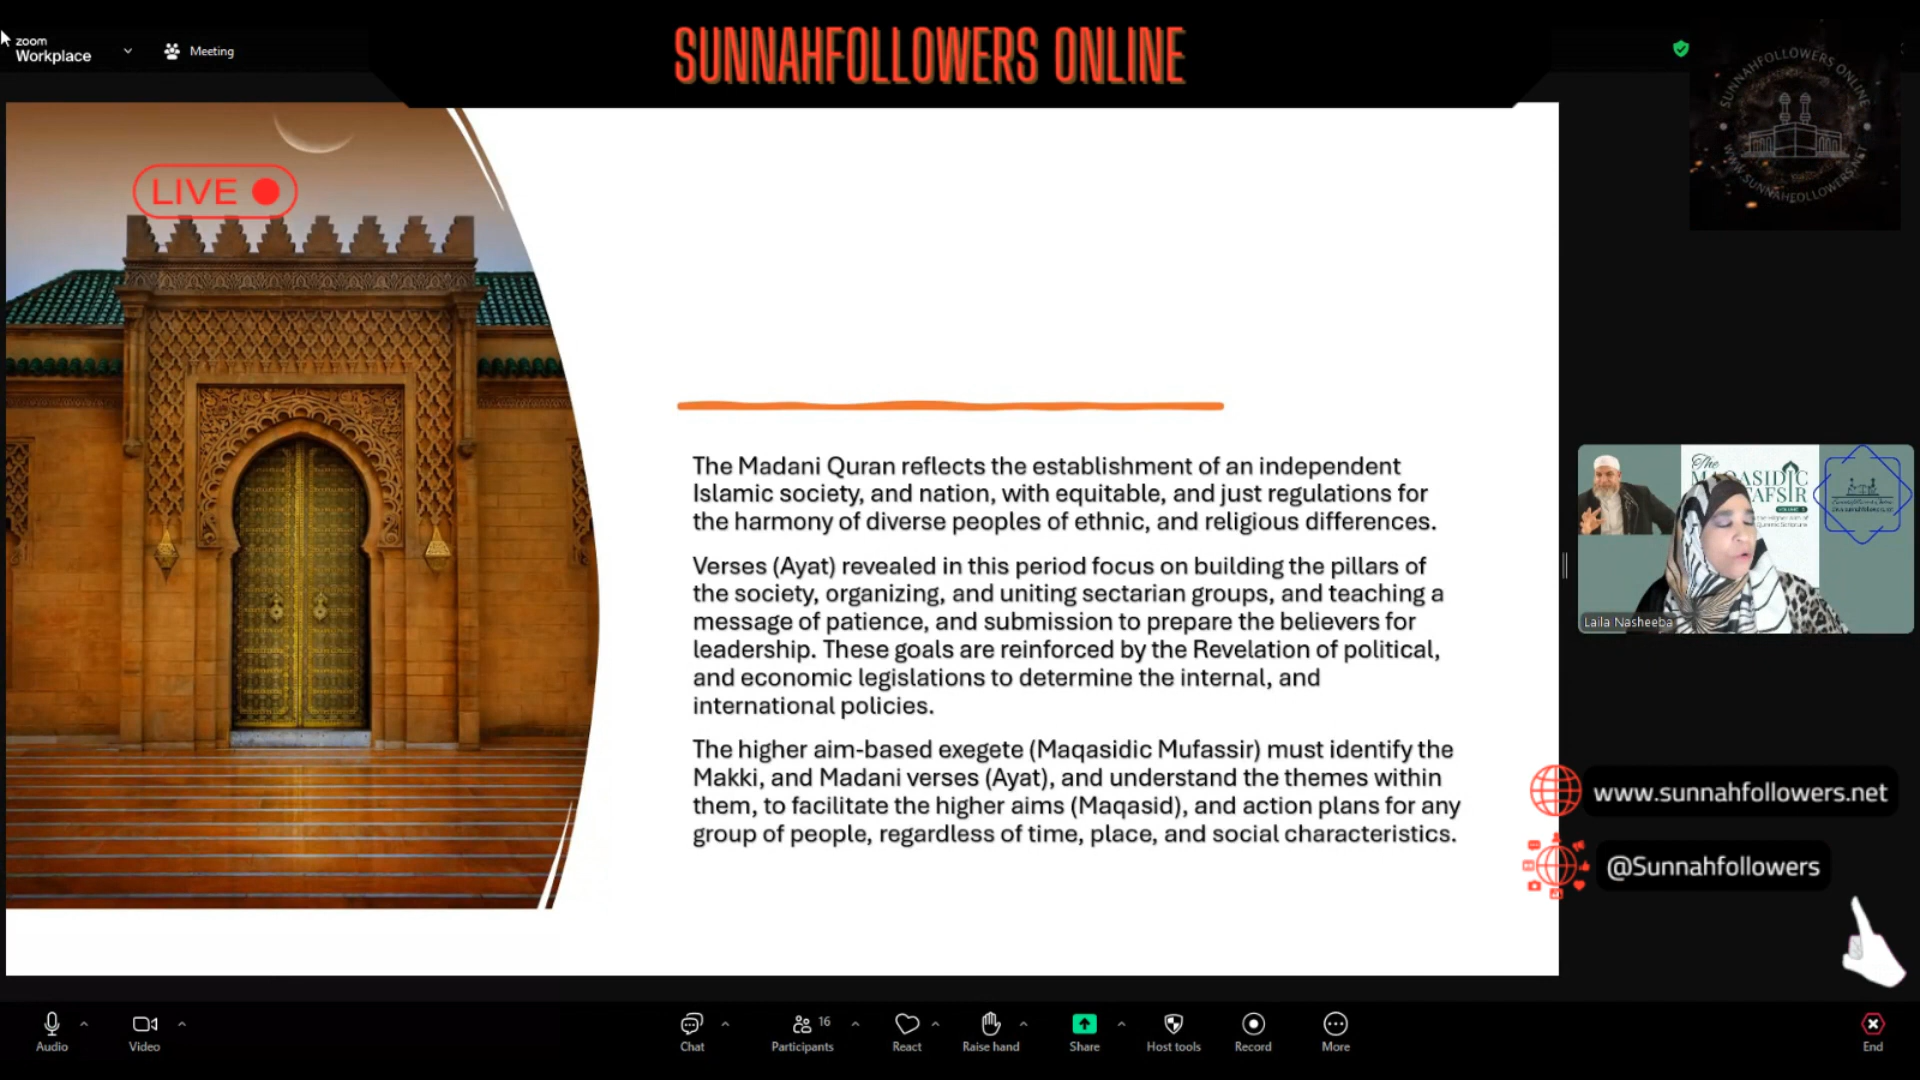 zoom
Workplace
Meeting
SUNNAHFOLLOWERS ONLINE
SUNNAHFOLLOWERS ONLINE
WWW.SUNNAHFOLLOWERS.NET
LIVE
The Madani Quran reflects the establishment of an independent
Islamic society, and nation, with equitable, and just regulations for
the harmony of diverse peoples of ethnic, and religious differences.
Verses (Ayat) revealed in this period focus on building the pillars of
the society, organizing, and uniting sectarian groups, and teaching a
message of patience, and submission to prepare the believers for
leadership. These goals are reinforced by the Revelation of political,
and economic legislations to determine the internal, and
international policies.
The higher aim-based exegete (Maqasidic Mufassir) must identify the
Makki, and Madani verses (Ayat), and understand the themes within
them, to facilitate the higher aims (Maqasid), and action plans for any
group of people, regardless of time, place, and social characteristics.
The
Laila Nasheeba
www.sunnahfollowers.net
@Sunnahfollowers
Audio
Video
Chat
16
Participants
React
Raise hand
Share
Host tools
Record
More
End